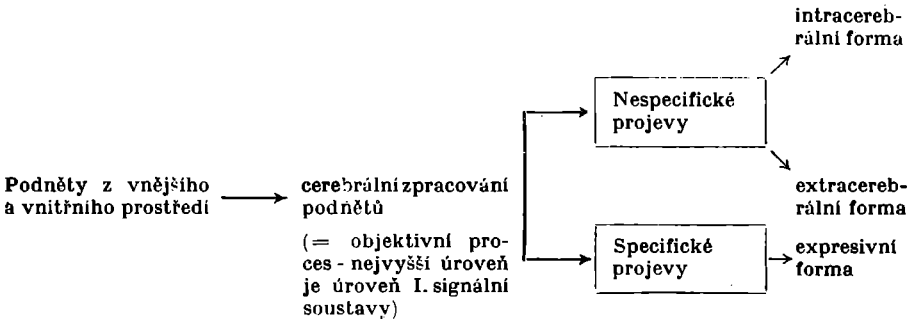 Podněty z vnějšího
a vnitřního prostředí
cerebrální zpracování
podnětů
(= objektivní pro-
ces - nejvyšší úroveň
je úroveň I. signální
soustavy)
Nespecifické
projevy
intracereb-
rální forma
extracereb-
rální forma
Specifické
projevy
expresivní
forma